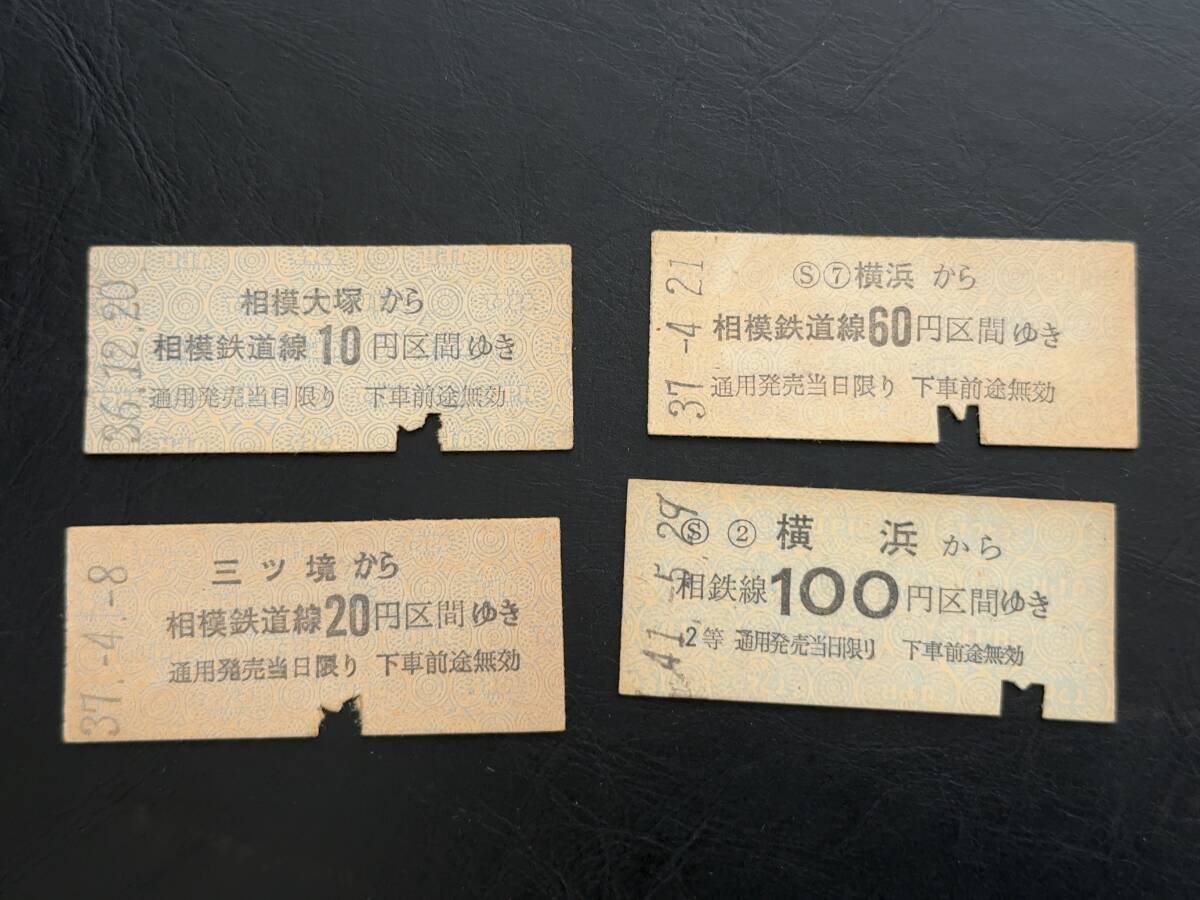 36.12.20
相模大塚 から
相模鉄道線 10 円区間ゆき
通用発売当日限り 下車前途無効
37.-4.21
Ⓢ⑦横浜 から
相模鉄道線60円区間ゆき
通用発売当日限り 下車前途無効
37.-4.-8
三ツ境から
相模鉄道線20円区間ゆき
通用発売当日限り 下車前途無効
41.-5.29
Ⓢ ② 横 浜 から
相鉄線100円区間ゆき
2等 通用発売当日限り 下車前途無効